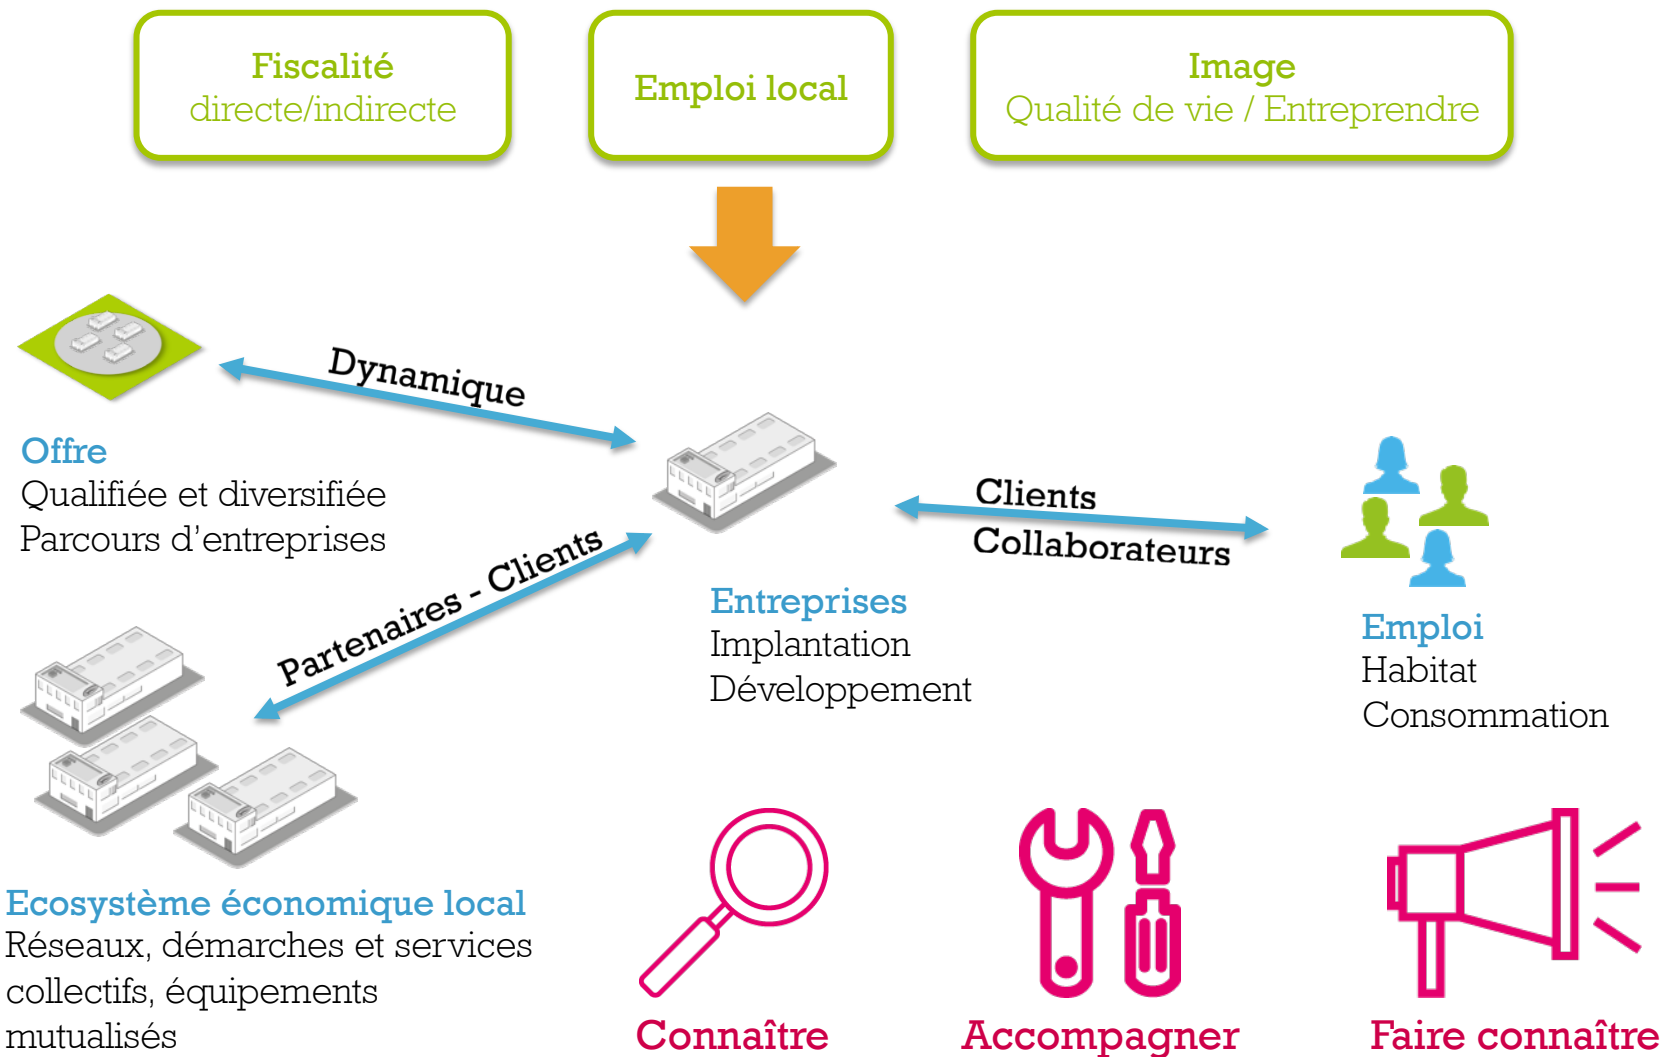 Fiscalité
directe/indirecte
Emploi local
Image
Qualité de vie / Entreprendre
Dynamique
Offre
Qualifiée et diversifiée
Parcours d'entreprises
Clients
Collaborateurs
Partenaires - Clients
Entreprises
Implantation
Développement
Emploi
Habitat
Consommation
Ecosystème économique local
Réseaux, démarches et services
collectifs, équipements
mutualisés
Connaître
Accompagner
Faire connaître